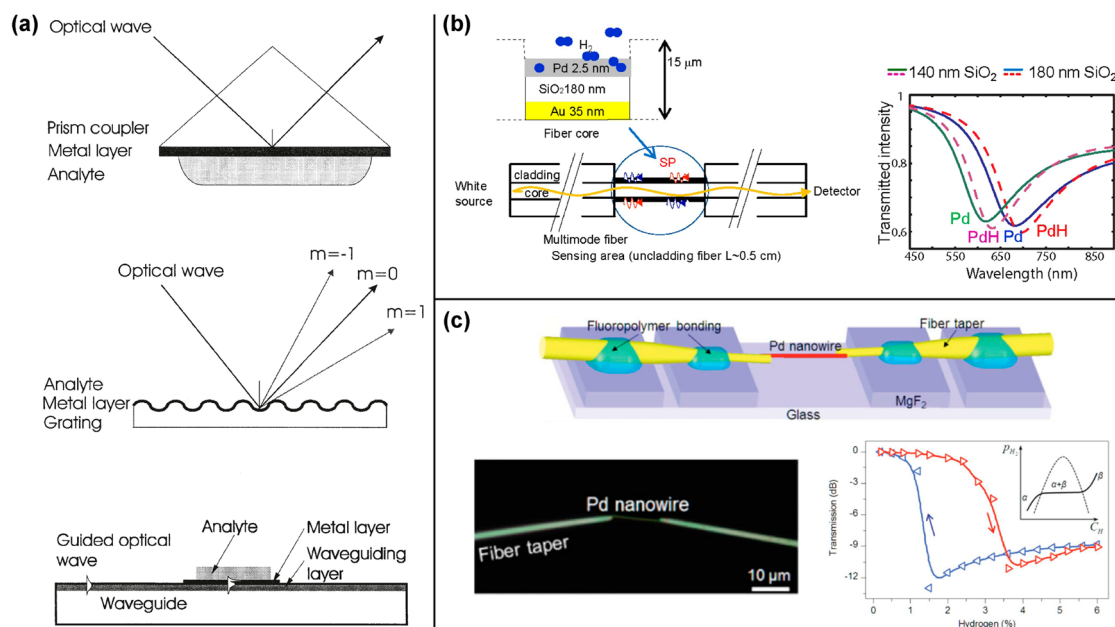 (a)
Optical wave
Prism coupler
Metal layer
Analyte
Optical wave
m=-1
m=0
m=1
Analyte
Metal layer
Grating
Analyte
Metal layer
Guided optical
wave
Waveguiding
layer
Waveguide
(b)
H2
Pd 2.5 nm
SiO2180 nm
Au 35 nm
15 μm
Fiber core
SP
cladding
core
White
source
Detector
Multimode fiber
Sensing area (uncladding fiber L~0.5 cm)
140 nm SiO2
180 nm SiO2
Transmitted intensity
1
0.8
0.6
Pd
PdH
Pd
PdH
450 550 650 750 850
Wavelength (nm)
(c)
Fluoropolymer bonding
Pd nanowire
Fiber taper
MgF2
Glass
Pd nanowire
Fiber taper
10 μm
Transmission (dB)
0
-3
-6
-9
-12
0 1 2 3 4 5 6
Hydrogen (%)
pH2
α
α+β
β
CH